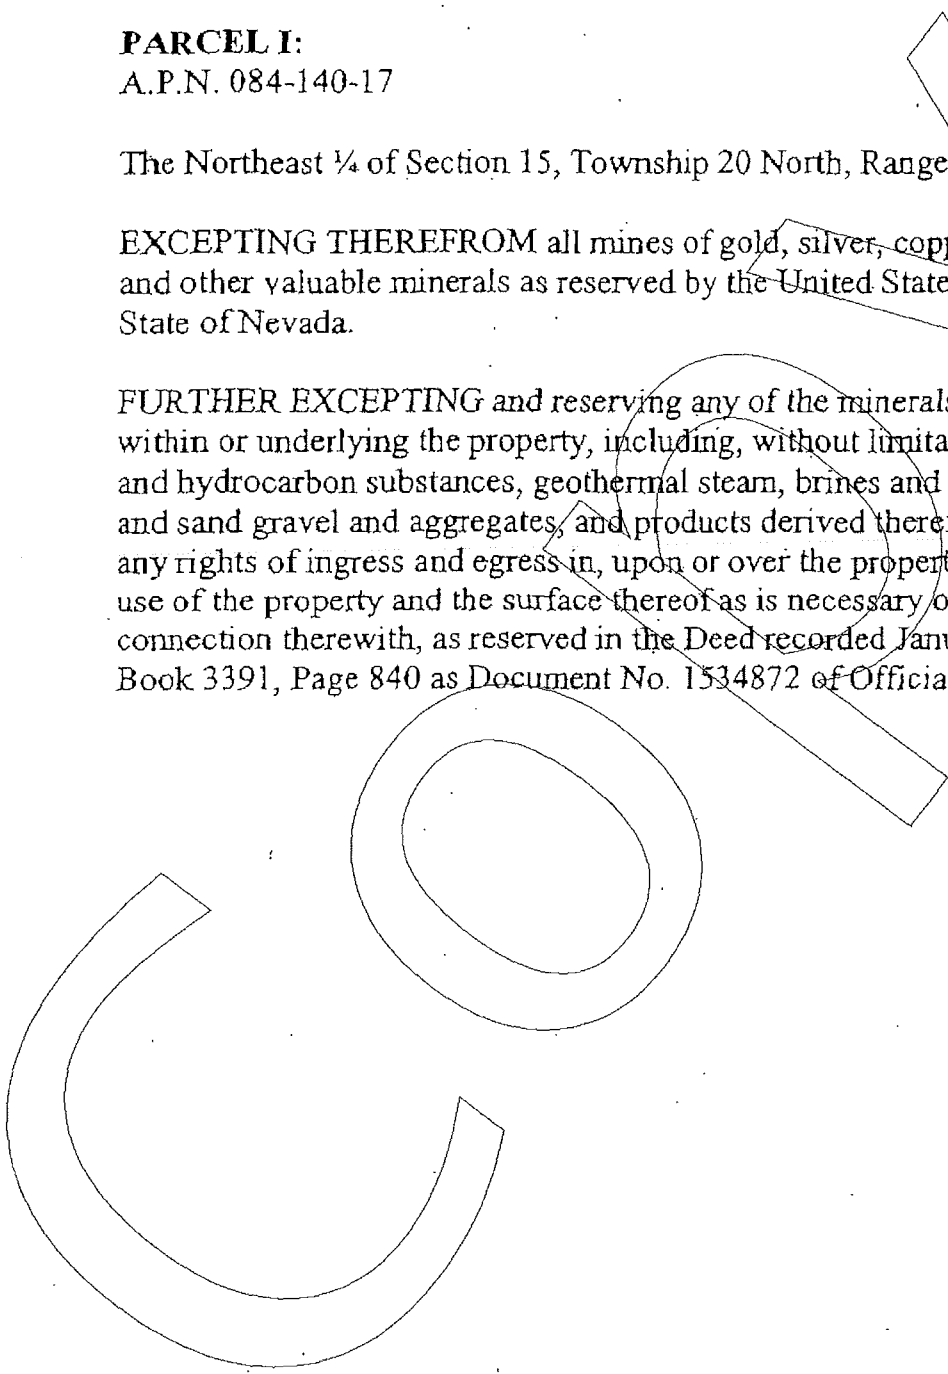 PARCEL I:
A.P.N. 084-140-17
The Northeast ¼ of Section 15, Township 20 North, Range
EXCEPTING THEREFROM all mines of gold, silver, copp
and other valuable minerals as reserved by the United State
State of Nevada.
FURTHER EXCEPTING and reserving any of the minerals
within or underlying the property, including, without limita
and hydrocarbon substances, geothermal steam, brines and
and sand gravel and aggregates, and products derived there
any rights of ingress and egress in, upon or over the propert
use of the property and the surface thereof as is necessary o
connection therewith, as reserved in the Deed recorded Janu
Book 3391, Page 840 as Document No. 1534872 of Officia
Copy